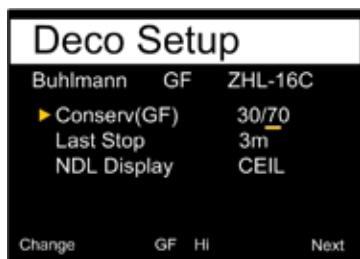 Deco Setup
Buhlmann GF ZHL-16C
Conserv(GF) 30/70
Last Stop 3m
NDL Display CEIL
Change GF Hi Next